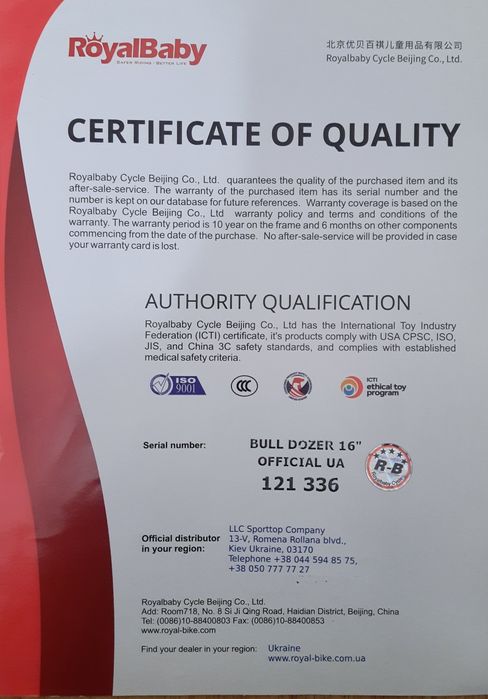 RoyalBaby
SAFER RIDING · BETTER LIFE
北京优贝百祺儿童用品有限公司
Royalbaby Cycle Beijing Co., Ltd.
CERTIFICATE OF QUALITY
Royalbaby Cycle Beijing Co., Ltd. quarantees the quality of the purchased item and its
after-sale-service. The warranty of the purchased item has its serial number and the
number is kept on our database for future references. Warranty coverage is based on the
Royalbaby Cycle Beijing Co., Ltd warranty policy and terms and conditions of the
warranty. The warranty period is 10 year on the frame and 6 months on other components
commencing from the date of the purchase. No after-sale-service will be provided in case
your warranty card is lost.
AUTHORITY QUALIFICATION
Royalbaby Cycle Beijing Co., Ltd has the International Toy Industry
Federation (ICTI) certificate, it's products comply with USA CPSC, ISO,
JIS, and China 3C safety standards, and complies with established
medical safety criteria.
ISO
9001
CCC
ICTI
ethical toy
program
Serial number:
BULL DOZER 16"
OFFICIAL UA
121 336
R-B
Royalbaby Cycle
Official distributor
in your region:
LLC Sporttop Company
13-V, Romena Rollana blvd.,
Kiev Ukraine, 03170
Telephone +38 044 594 85 75,
+38 050 777 77 27
Royalbaby Cycle Beijing Co., Ltd.
Add: Room718, No. 8 Si Ji Qing Road, Haidian District, Beijing, China
Tel: (0086)10-88400803 Fax: (0086)10-88400853
www.royal-bike.com
Find your dealer in your region:
Ukraine
www.royal-bike.com.ua